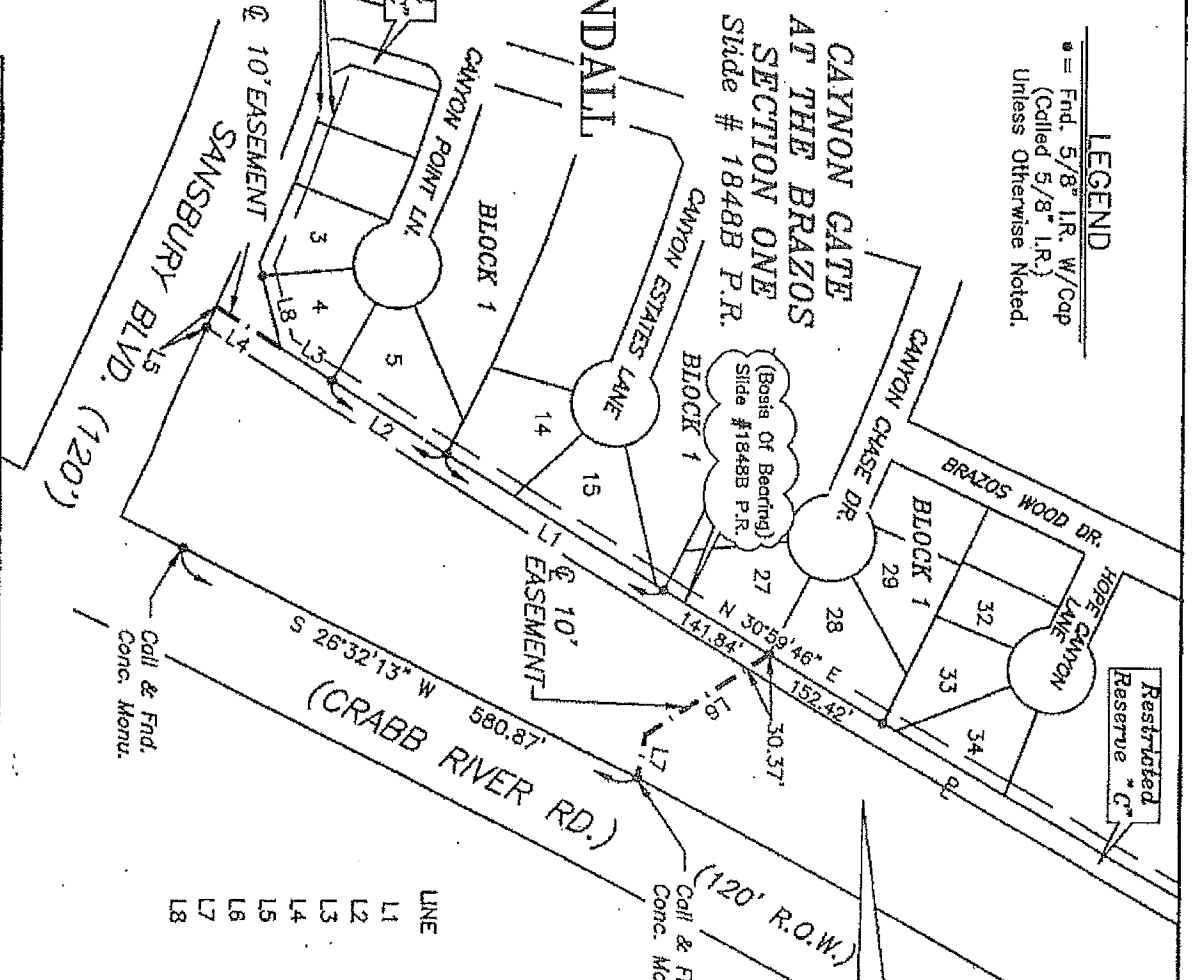 LEGEND
= Fnd. 5/8" I.R. W/Cap
(Called 5/8" I.R.)
Unless Otherwise Noted.
CAYNON GATE
AT THE BRAZOS
SECTION ONE
Slide # 1848B P.R.
NDALL
Restricted
Reserve "C"
HOPE CANYON
LANE
BRAZOS WOOD DR.
CANYON CHASE DR.
CANYON ESTATES LANE
CANYON POINT LN.
BLOCK 1
29
32
33
34
28
27
(Basis Of Bearing)
Slide #1848B P.R.
BLOCK 1
14
15
BLOCK 1
3
4
5
L8
L3
L4
L5
L2
L1
N 30°59'46" E
141.84'
152.42'
30.37'
L6
L7
℄ 10'
EASEMENT
℄ 10' EASEMENT
SANSBURY BLVD. (120')
S 26°32'13" W 580.87'
(CRABB RIVER RD.)
(120' R.O.W.)
Call & Fnd.
Conc. Monu.
Call & F
Conc. Mo
LINE
L1
L2
L3
L4
L5
L6
L7
L8